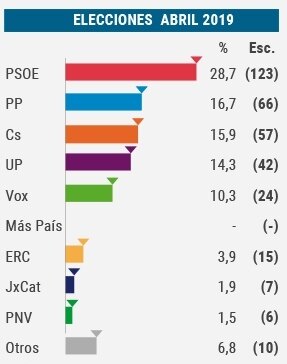 ELECCIONES ABRIL 2019
% Esc.
PSOE 28,7 (123)
PP 16,7 (66)
Cs 15,9 (57)
UP 14,3 (42)
Vox 10,3 (24)
Más País - (-)
ERC 3,9 (15)
JxCat 1,9 (7)
PNV 1,5 (6)
Otros 6,8 (10)